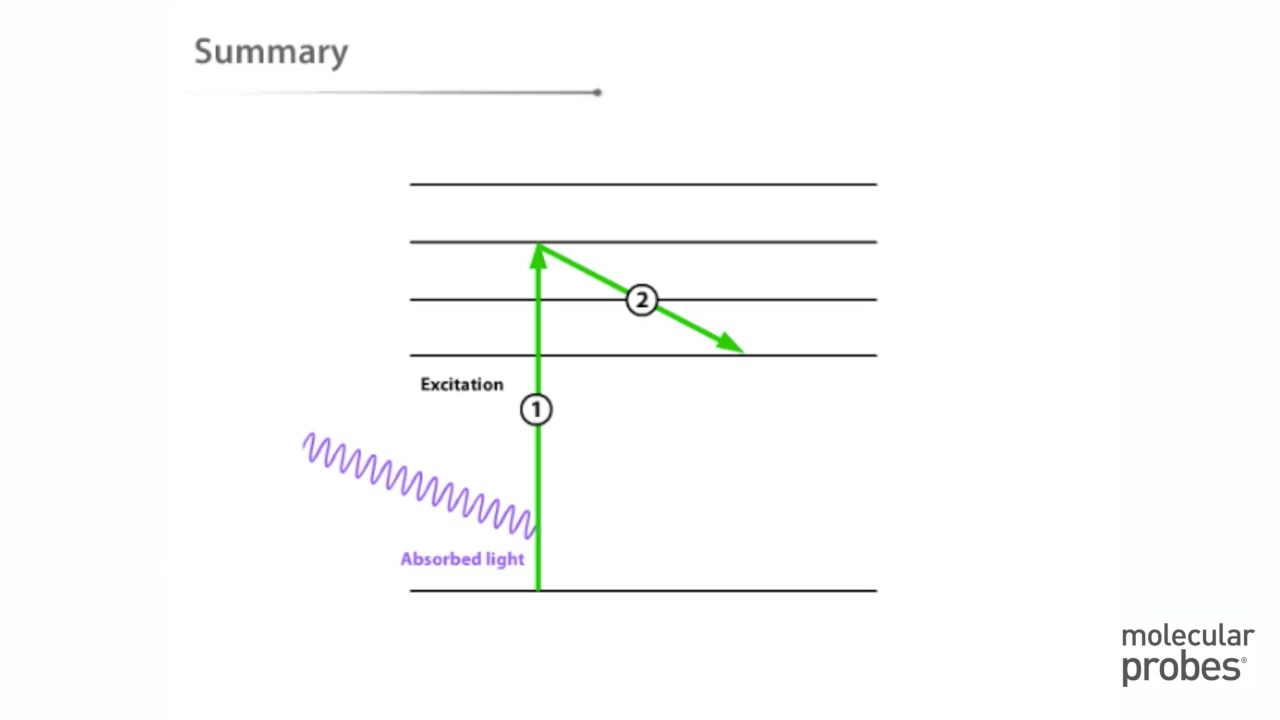 Summary
2
Excitation
1
Absorbed light
molecular
probes®